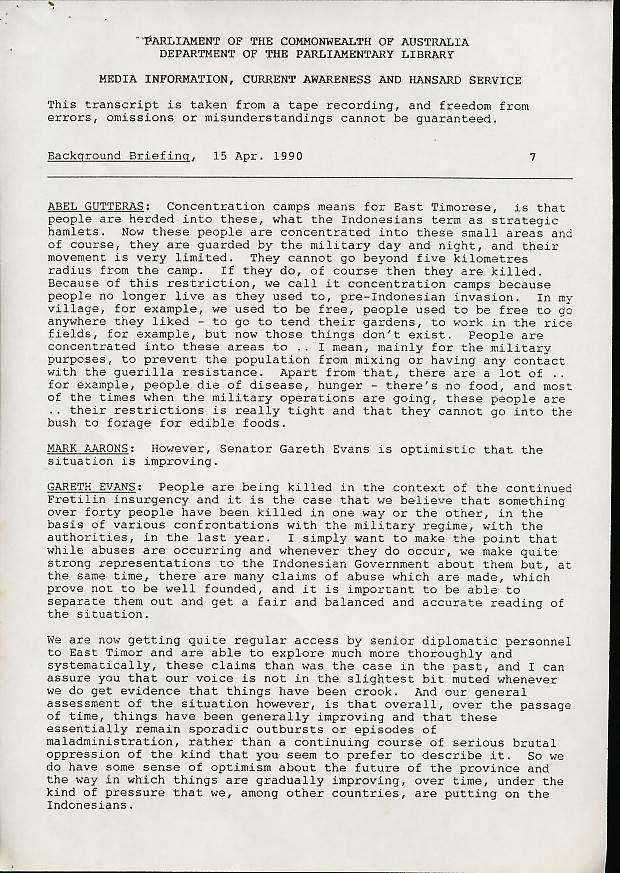 PARLIAMENT OF THE COMMONWEALTH OF AUSTRALIA
DEPARTMENT OF THE PARLIAMENTARY LIBRARY
MEDIA INFORMATION, CURRENT AWARENESS AND HANSARD SERVICE
This transcript is taken from a tape recording, and freedom from
errors, omissions or misunderstandings cannot be guaranteed.
Background Briefing, 15 Apr. 1990 7
ABEL GUTTERAS: Concentration camps means for East Timorese, is that
people are herded into these, what the Indonesians term as strategic
hamlets. Now these people are concentrated into these small areas and
of course, they are guarded by the military day and night, and their
movement is very limited. They cannot go beyond five kilometres
radius from the camp. If they do, of course then they are killed.
Because of this restriction, we call it concentration camps because
people no longer live as they used to, pre-Indonesian invasion. In my
village, for example, we used to be free, people used to be free to go
anywhere they liked - to go to tend their gardens, to work in the rice
fields, for example, but now those things don't exist. People are
concentrated into these areas to .. I mean, mainly for the military
purposes, to prevent the population from mixing or having any contact
with the guerilla resistance. Apart from that, there are a lot of ..
for example, people die of disease, hunger - there's no food, and most
of the times when the military operations are going, these people are
.. their restrictions is really tight and that they cannot go into the
bush to forage for edible foods.
MARK AARONS: However, Senator Gareth Evans is optimistic that the
situation is improving.
GARETH EVANS: People are being killed in the context of the continued
Fretilin insurgency and it is the case that we believe that something
over forty people have been killed in one way or the other, in the
basis of various confrontations with the military regime, with the
authorities, in the last year. I simply want to make the point that
while abuses are occurring and whenever they do occur, we make quite
strong representations to the Indonesian Government about them but, at
the same time, there are many claims of abuse which are made, which
prove not to be well founded, and it is important to be able to
separate them out and get a fair and balanced and accurate reading of
the situation.
We are now getting quite regular access by senior diplomatic personnel
to East Timor and are able to explore much more thoroughly and
systematically, these claims than was the case in the past, and I can
assure you that our voice is not in the slightest bit muted whenever
we do get evidence that things have been crook. And our general
assessment of the situation however, is that overall, over the passage
of time, things have been generally improving and that these
essentially remain sporadic outbursts or episodes of
maladministration, rather than a continuing course of serious brutal
oppression of the kind that you seem to prefer to describe it. So we
do have some sense of optimism about the future of the province and
the way in which things are gradually improving, over time, under the
kind of pressure that we, among other countries, are putting on the
Indonesians.